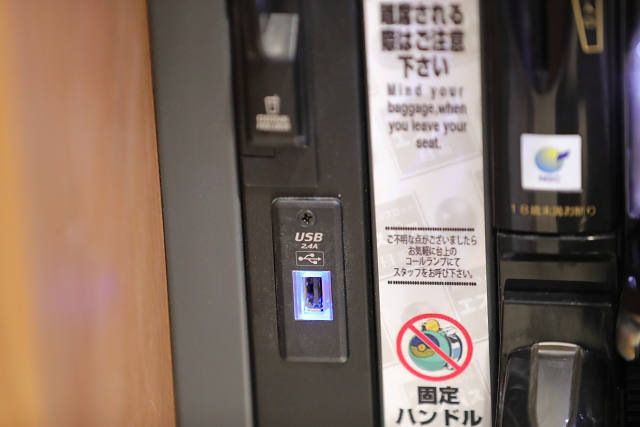 離席される
際はご注意
下さい
Mind your
baggage,when
you leave your
seat.
USB
2.4A
ご不明な点がございましたら
お気軽に台上の
コールランプにて
スタッフをお呼び下さい。
固定
ハンドル
18歳未満お断り